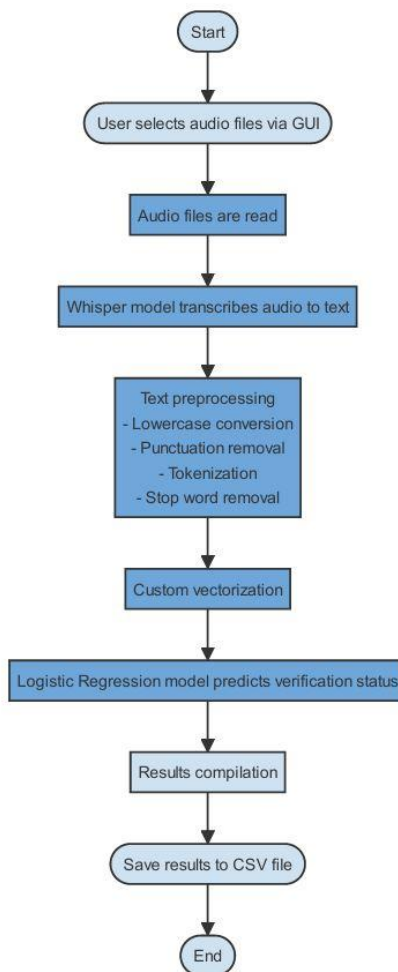 Start
User selects audio files via GUI
Audio files are read
Whisper model transcribes audio to text
Text preprocessing
- Lowercase conversion
- Punctuation removal
- Tokenization
- Stop word removal
Custom vectorization
Logistic Regression model predicts verification status
Results compilation
Save results to CSV file
End